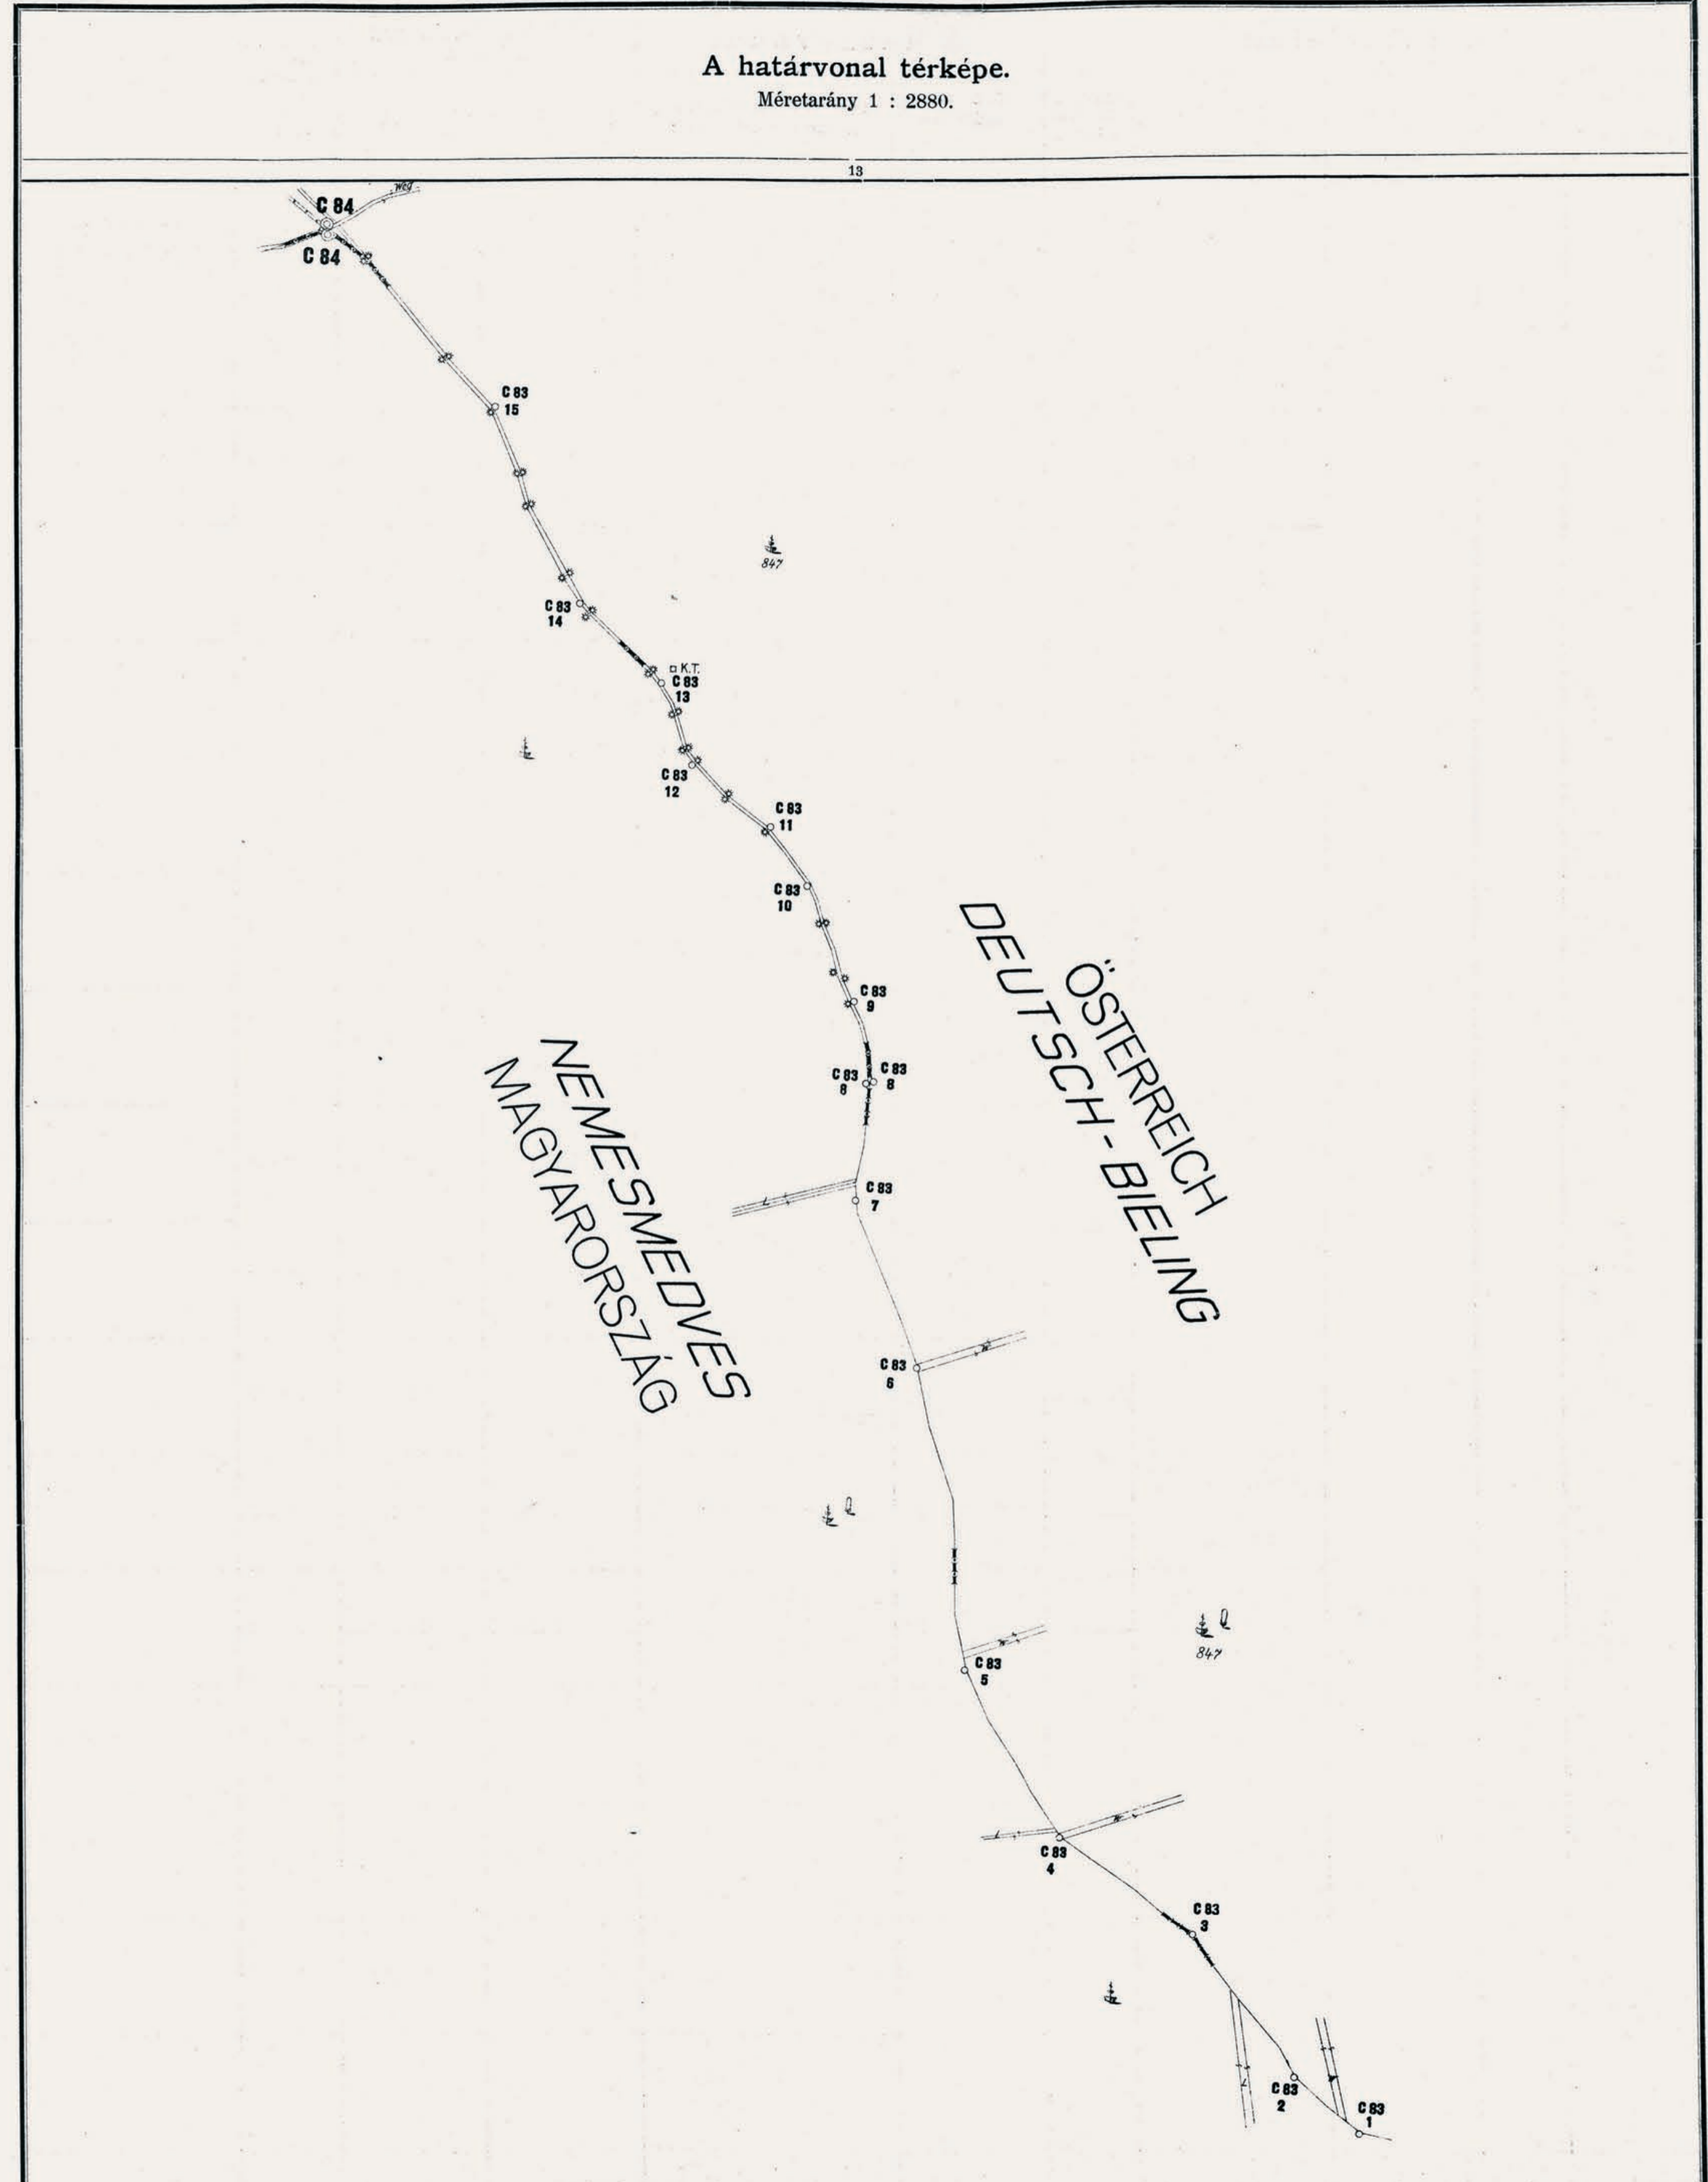 A határvonal térképe.
Méretarány 1 : 2880.
13
Weg
C 84
C 84
C 83
15
847
C 83
14
K.T.
C 83
13
C 83
12
C 83
11
C 83
10
C 83
9
C 83
8
C 83
8
ÖSTERREICH
DEUTSCH-BIELING
NEMESMEDVES
MAGYARORSZÁG
C 83
7
C 83
6
847
C 83
5
C 83
4
C 83
3
C 83
2
C 83
1